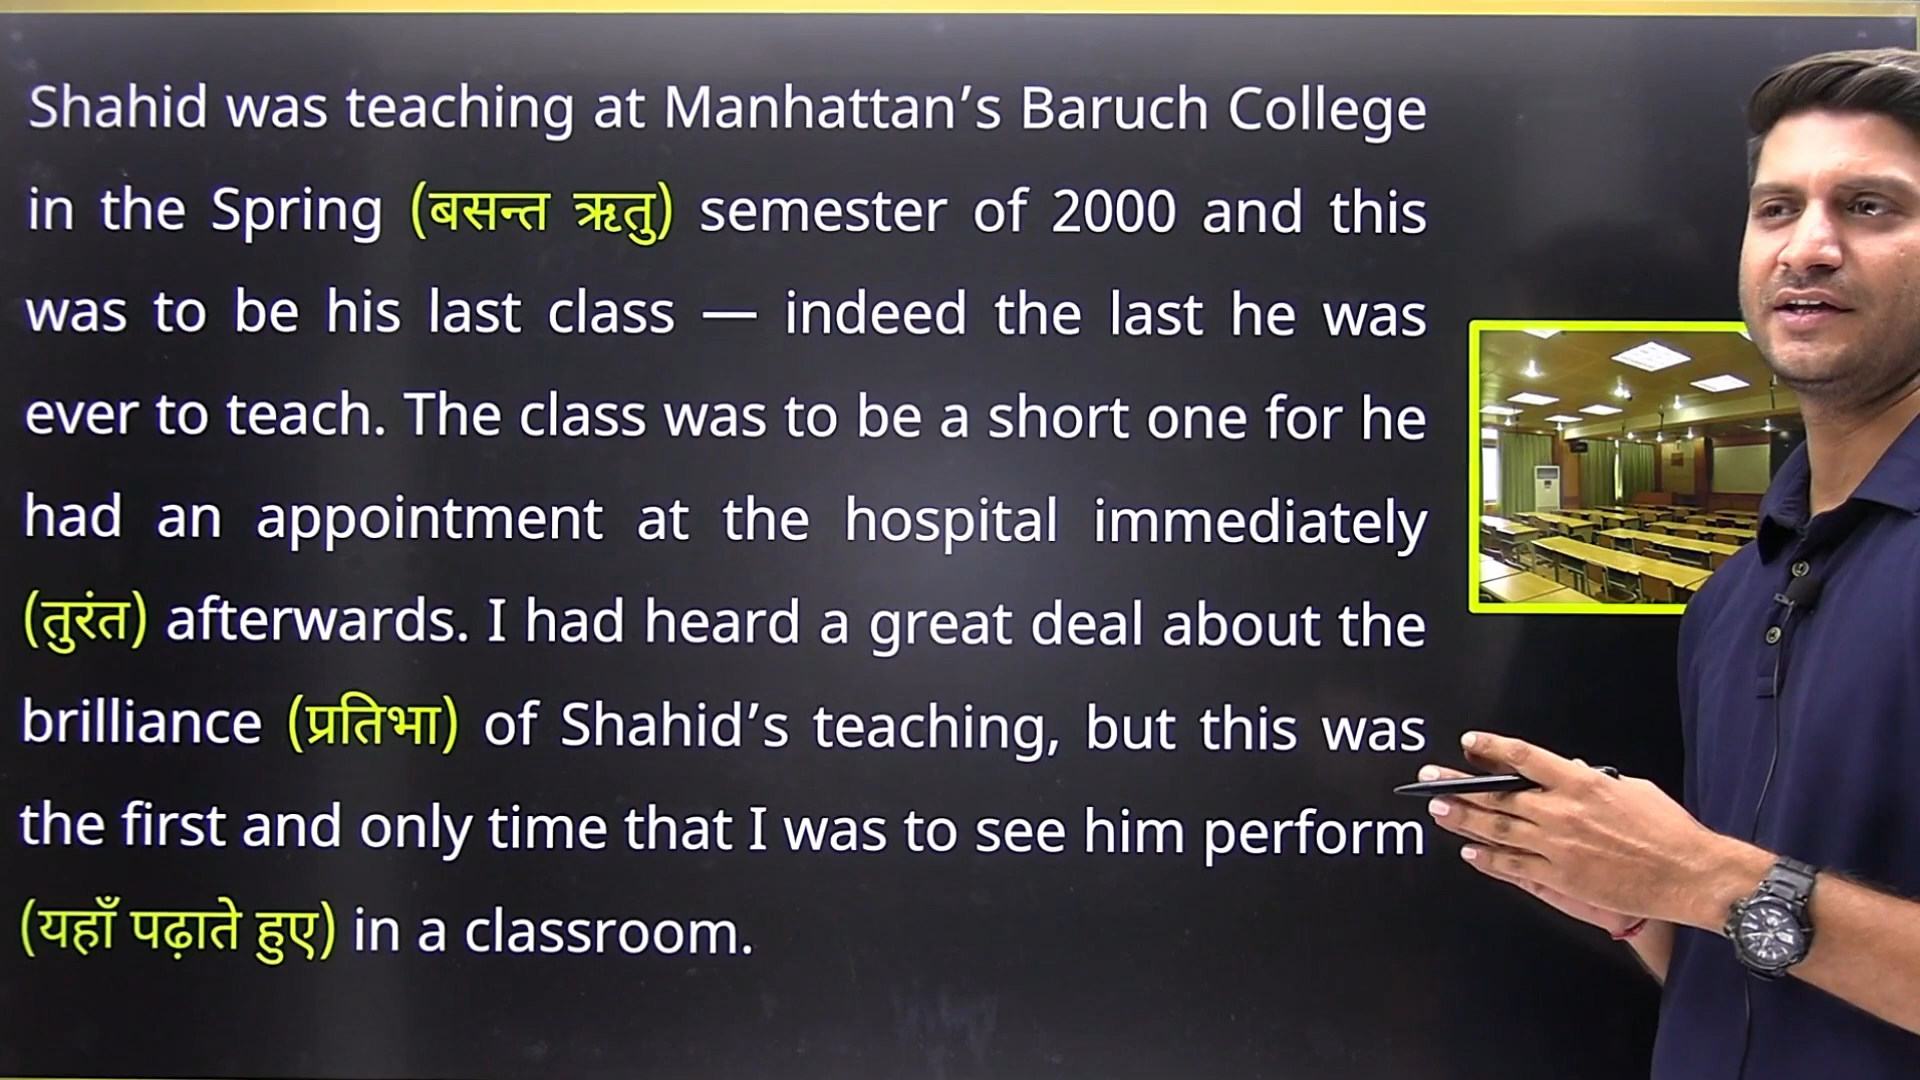 Shahid was teaching at Manhattan’s Baruch College
in the Spring (बसन्त ऋतु) semester of 2000 and this
was to be his last class — indeed the last he was
ever to teach. The class was to be a short one for he
had an appointment at the hospital immediately
(तुरंत) afterwards. I had heard a great deal about the
brilliance (प्रतिभा) of Shahid’s teaching, but this was
the first and only time that I was to see him perform
(यहाँ पढ़ाते हुए) in a classroom.